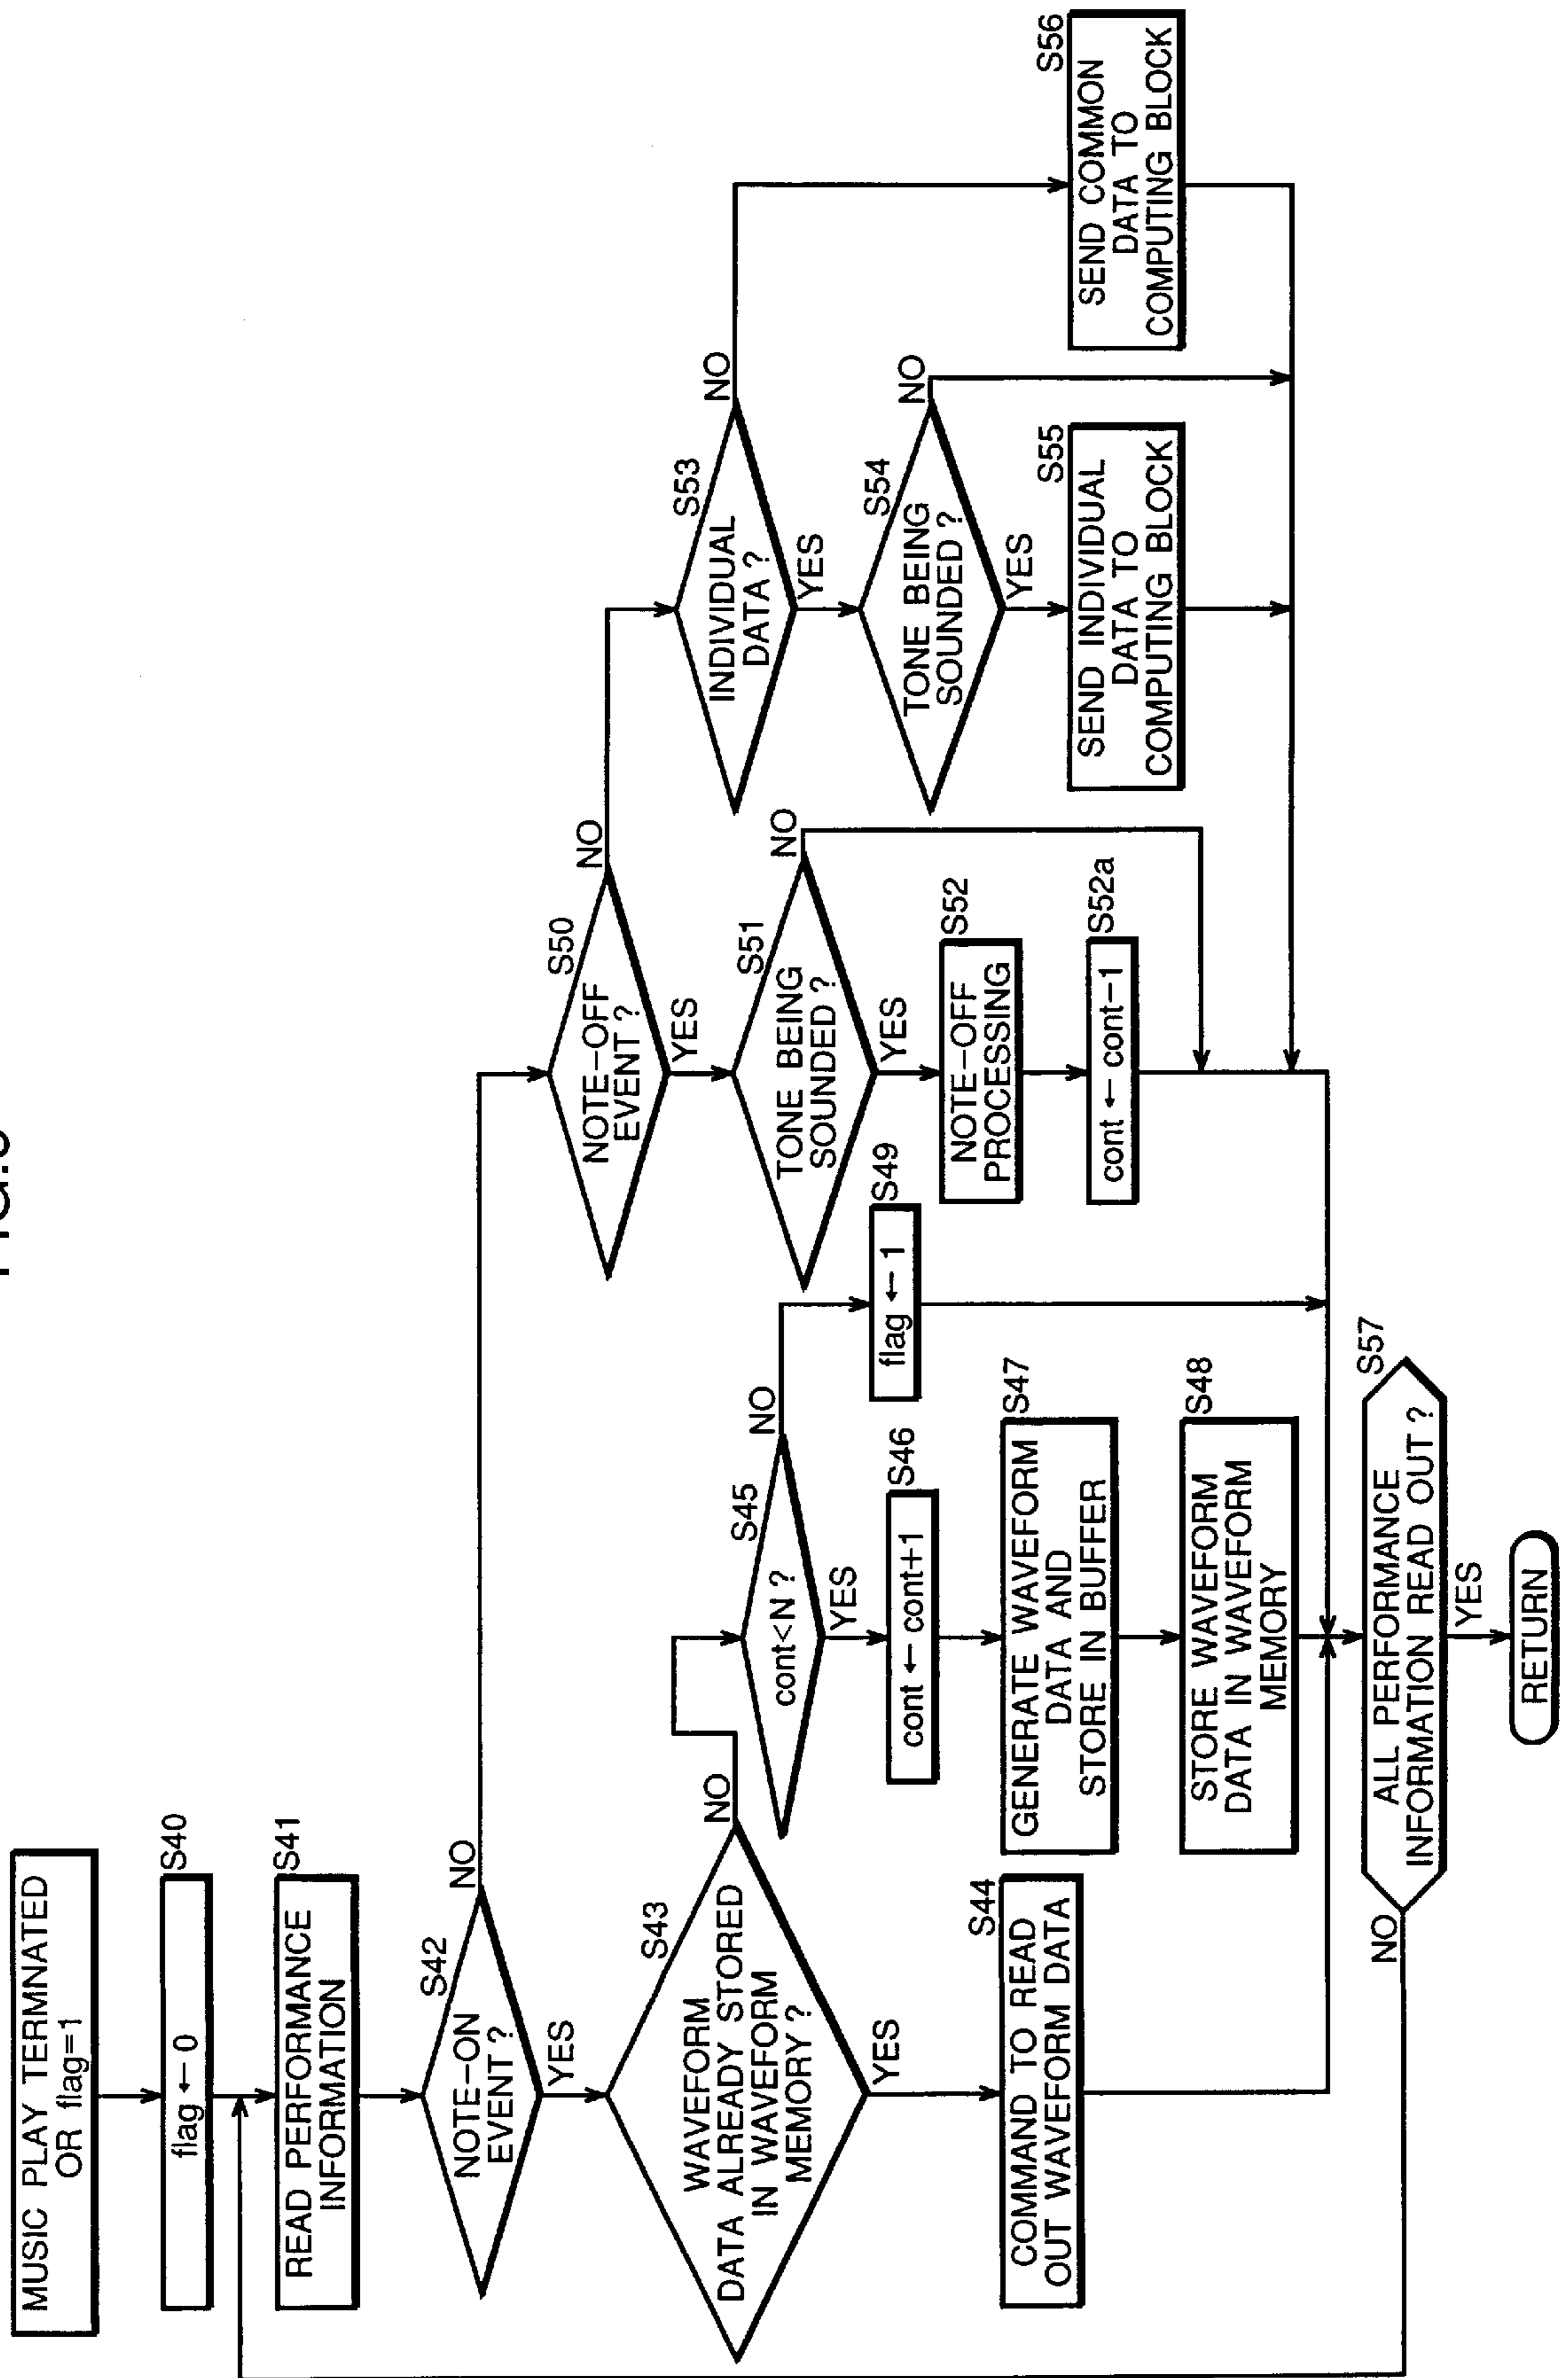 MUSIC PLAY TERMNATED
OR flag=1
flag ← 0
S40
READ PERFORMANCE
INFORMATION
S41
NOTE-ON
EVENT ?
S42
NO
YES
WAVEFORM
DATA ALREADY STORED
IN WAVEFORM
MEMORY ?
S43
NO
YES
COMMAND TO READ
OUT WAVEFORM DATA
S44
cont<N ?
S45
NO
YES
cont ← cont+1
S46
GENERATE WAVEFORM
DATA AND
STORE IN BUFFER
S47
STORE WAVEFORM
DATA IN WAVEFORM
MEMORY
S48
flag ← 1
S49
NOTE-OFF
EVENT ?
S50
NO
YES
TONE BEING
SOUNDED ?
S51
NO
YES
NOTE-OFF
PROCESSING
S52
cont ← cont-1
S52a
INDIVIDUAL
DATA ?
S53
NO
YES
TONE BEING
SOUNDED ?
S54
NO
YES
SEND INDIVIDUAL
DATA TO
COMPUTING BLOCK
S55
SEND COMMON
DATA TO
COMPUTING BLOCK
S56
ALL PERFORMANCE
INFORMATION READ OUT ?
S57
NO
YES
RETURN